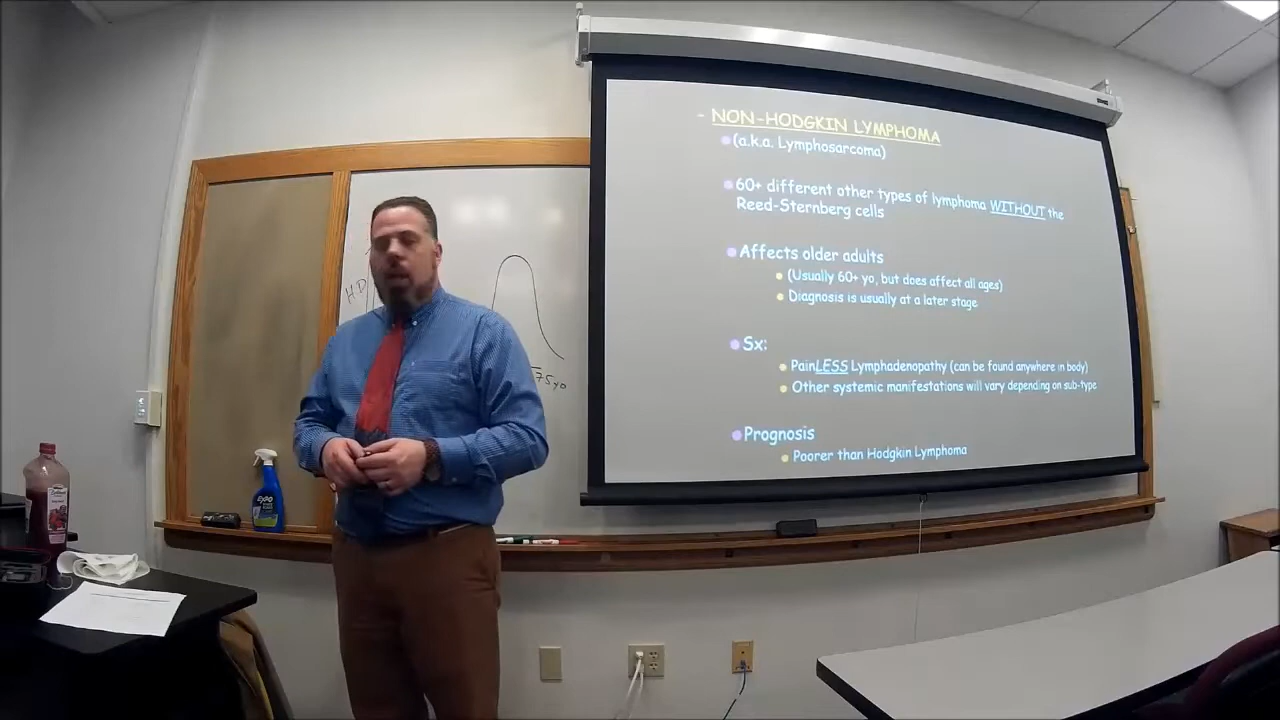 - NON-HODGKIN LYMPHOMA
(a.k.a. Lymphosarcoma)
60+ different other types of lymphoma WITHOUT the
Reed-Sternberg cells
Affects older adults
(Usually 60+ yo, but does affect all ages)
Diagnosis is usually at a later stage
Sx:
PainLESS Lymphadenopathy (can be found anywhere in body)
Other systemic manifestations will vary depending on sub-type
Prognosis
Poorer than Hodgkin Lymphoma
H.D
75 yo
EXPO